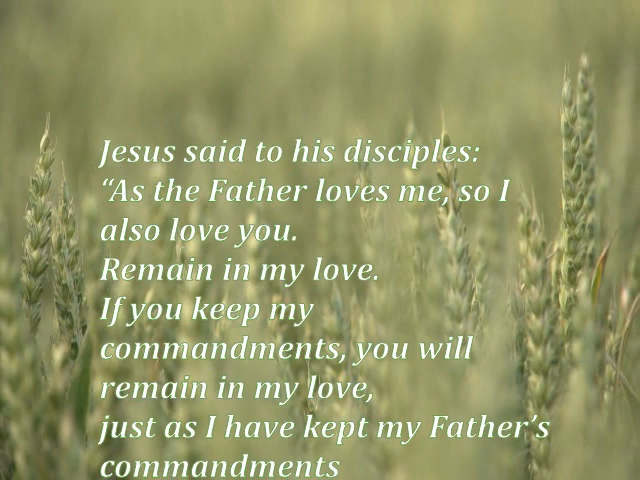 Jesus said to his disciples:
“As the Father loves me, so I
also love you.
Remain in my love.
If you keep my
commandments, you will
remain in my love,
just as I have kept my Father’s
commandments